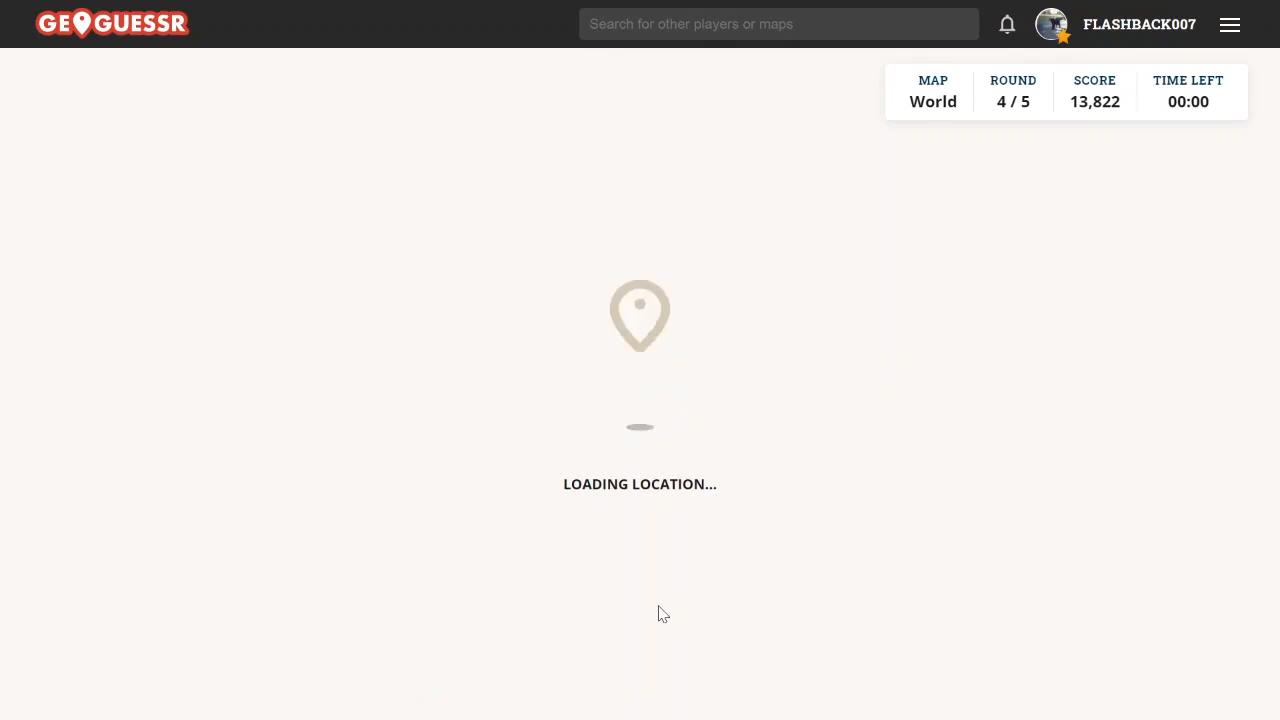 GEOGUESSR
Search for other players or maps
FLASHBACK007
MAP
World
ROUND
4 / 5
SCORE
13,822
TIME LEFT
00:00
LOADING LOCATION...